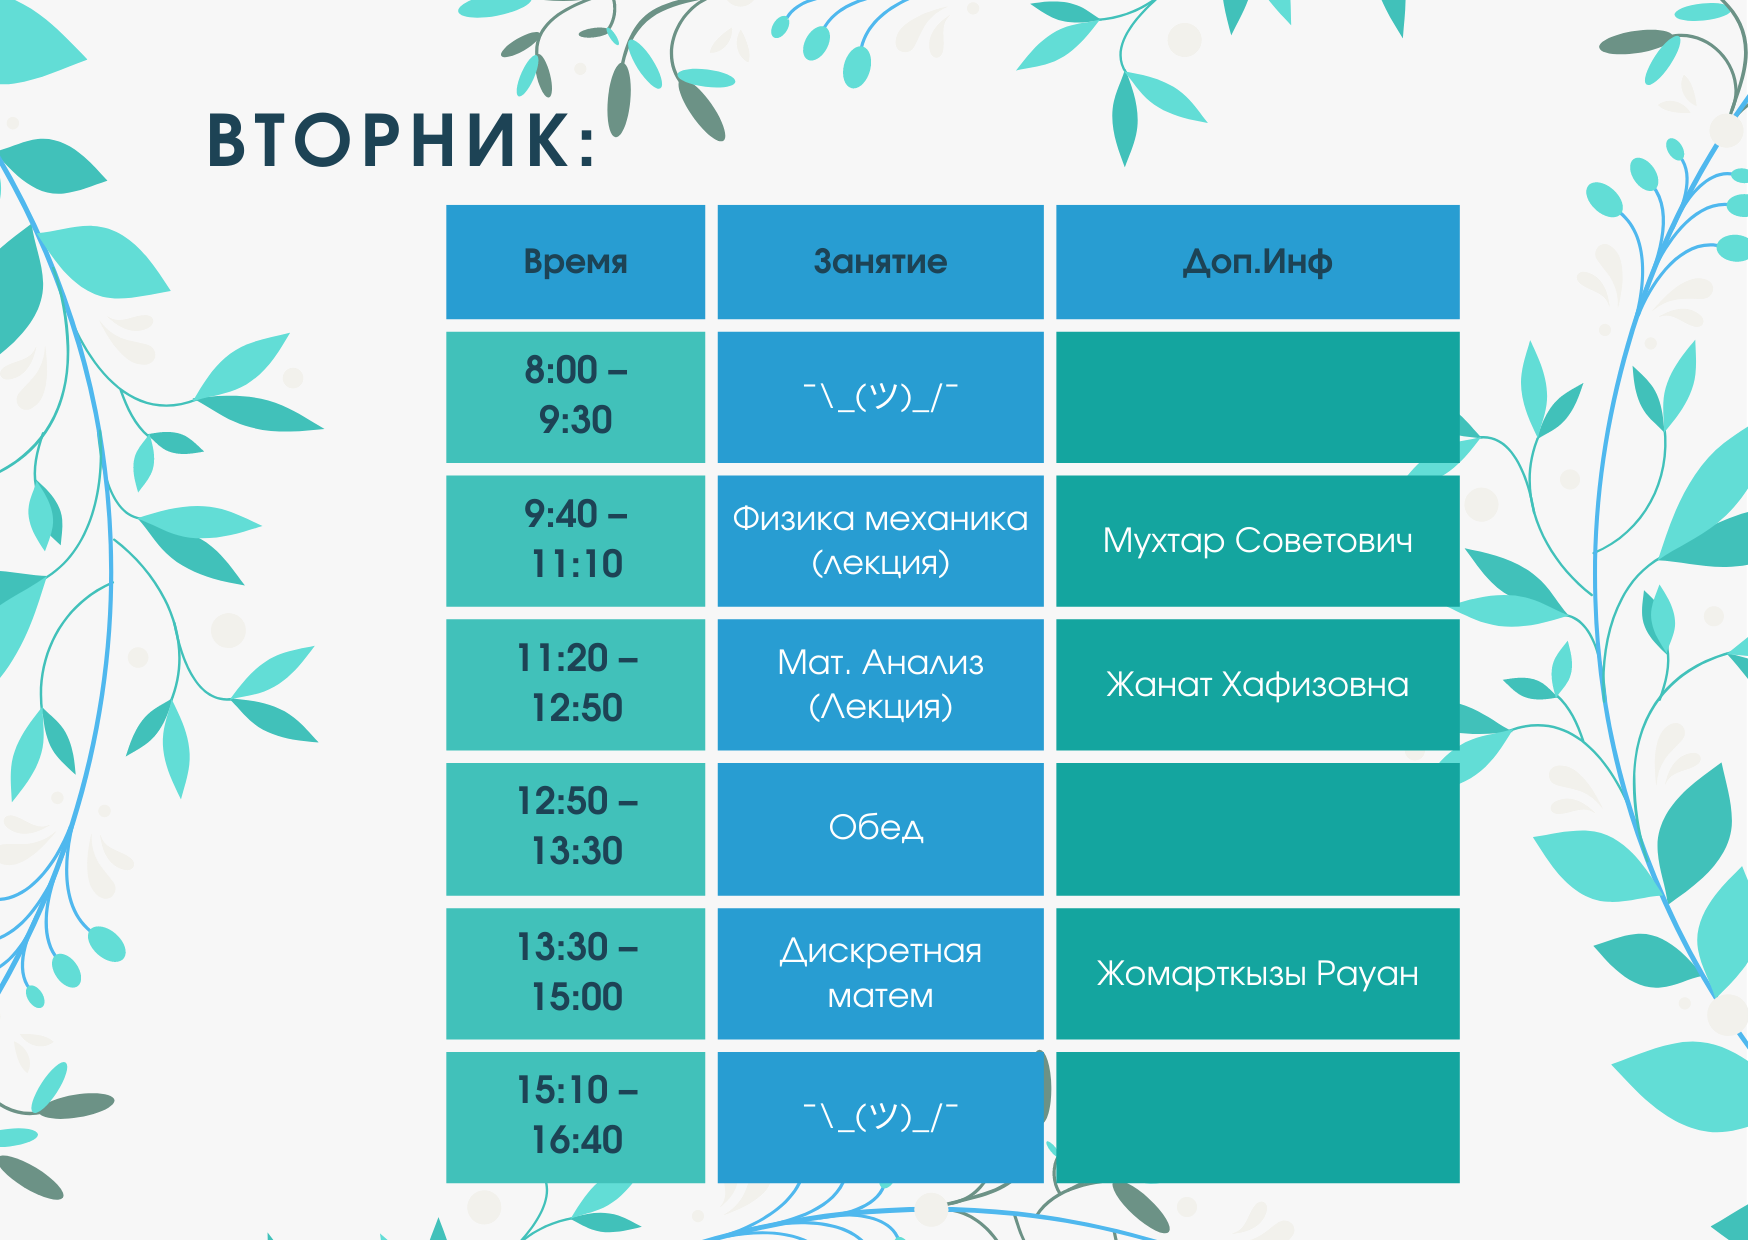 ВТОРНИК:
Время Занятие Доп.Инф
8:00 –
9:30
¯\_(ツ)_/¯
9:40 –
11:10
Физика механика
(лекция)
Мухтар Советович
11:20 –
12:50
Мат. Анализ
(Лекция)
Жанат Хафизовна
12:50 –
13:30
Обед
13:30 –
15:00
Дискретная
матем
Жомарткызы Рауан
15:10 –
16:40
¯\_(ツ)_/¯